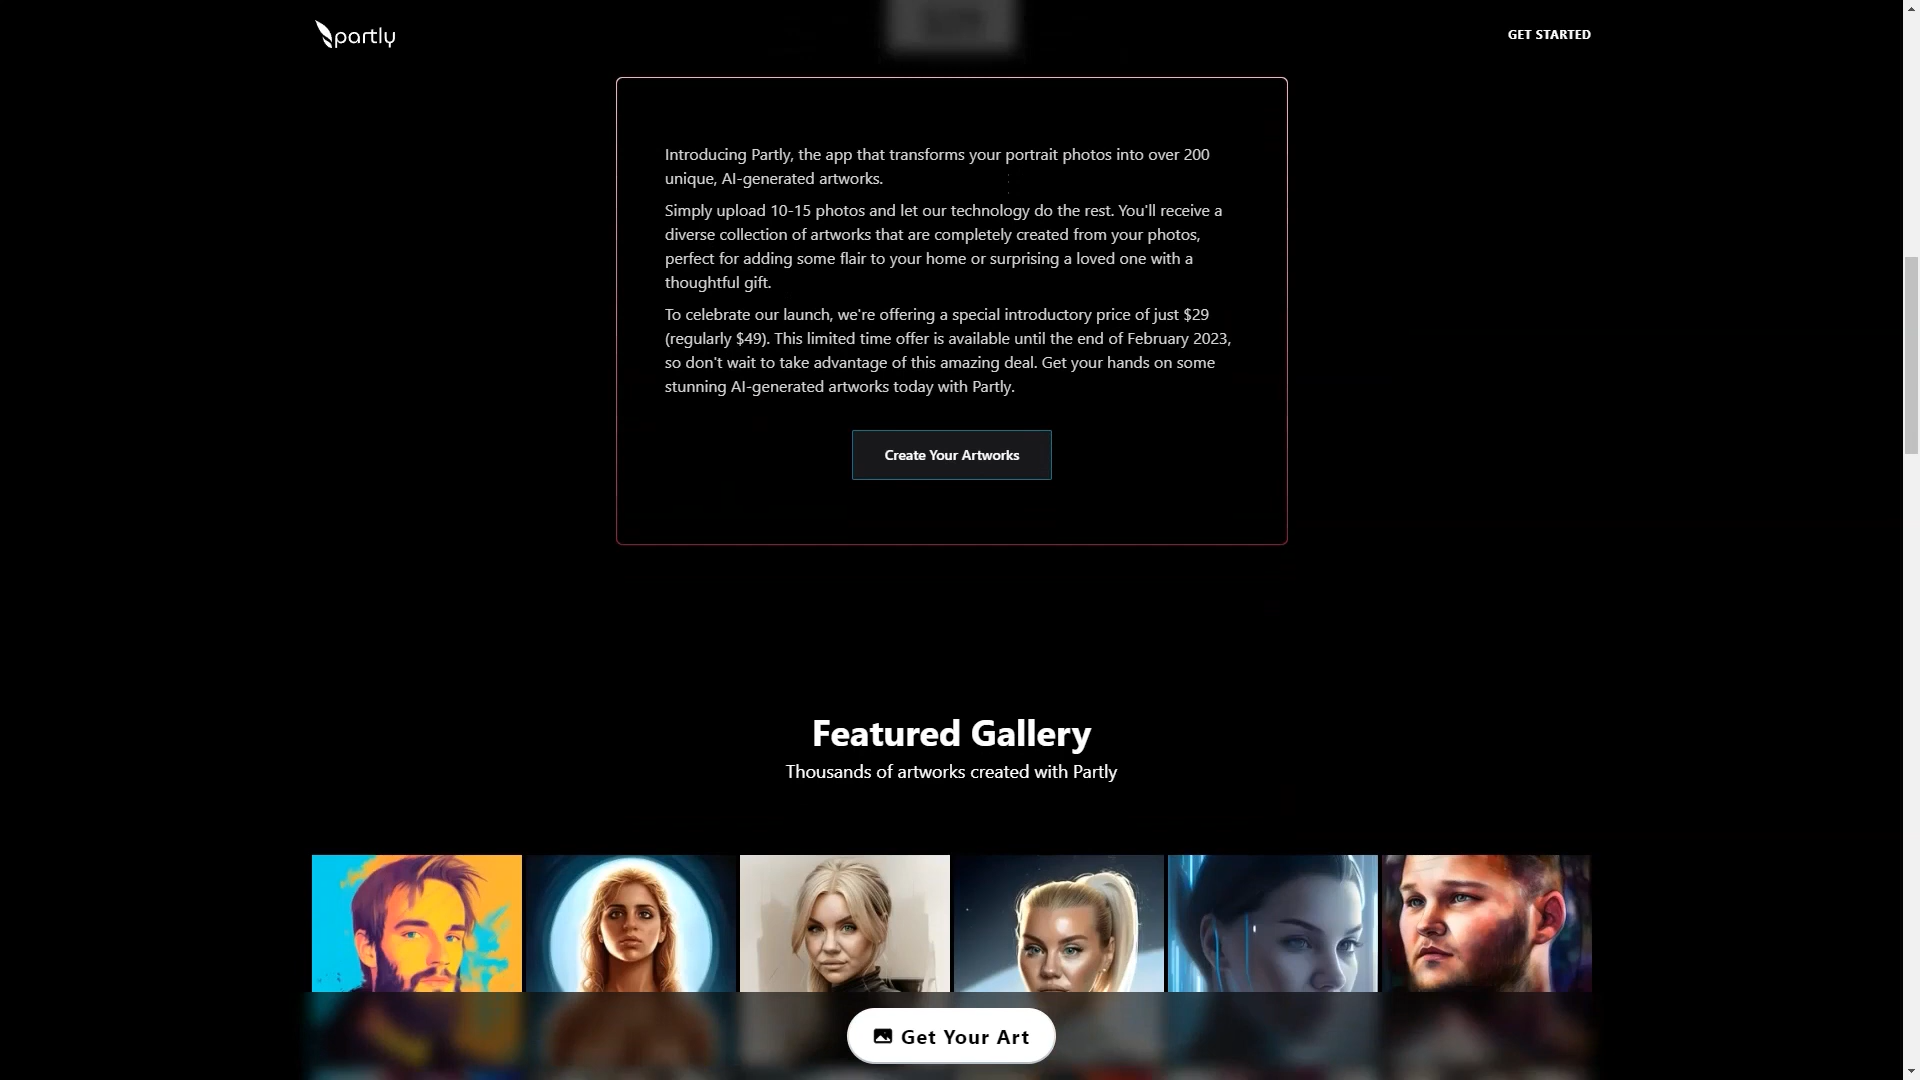 partly
GET STARTED
Introducing Partly, the app that transforms your portrait photos into over 200
unique, AI-generated artworks.
Simply upload 10-15 photos and let our technology do the rest. You'll receive a
diverse collection of artworks that are completely created from your photos,
perfect for adding some flair to your home or surprising a loved one with a
thoughtful gift.
To celebrate our launch, we're offering a special introductory price of just $29
(regularly $49). This limited time offer is available until the end of February 2023,
so don't wait to take advantage of this amazing deal. Get your hands on some
stunning AI-generated artworks today with Partly.
Create Your Artworks
Featured Gallery
Thousands of artworks created with Partly
Get Your Art